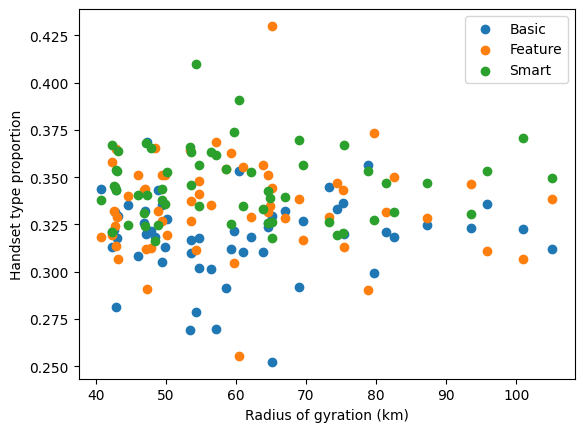 Basic
Feature
Smart
0.425
0.400
0.375
0.350
0.325
0.300
0.275
0.250
Handset type proportion
40 50 60 70 80 90 100
Radius of gyration (km)